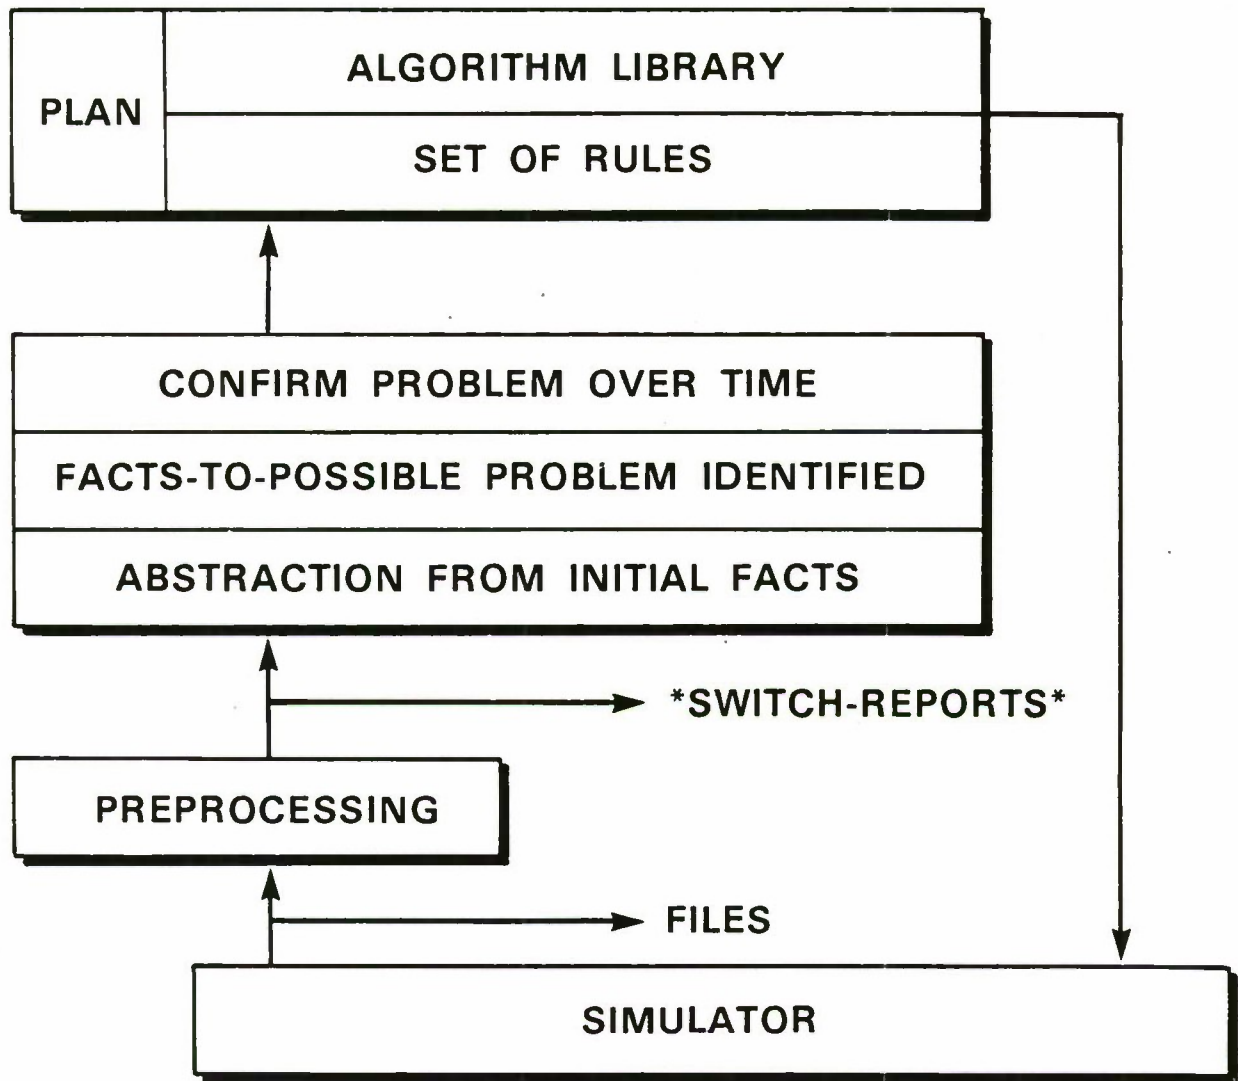 ALGORITHM LIBRARY
PLAN
SET OF RULES
CONFIRM PROBLEM OVER TIME
FACTS-TO-POSSIBLE PROBLEM IDENTIFIED
ABSTRACTION FROM INITIAL FACTS
*SWITCH-REPORTS*
PREPROCESSING
FILES
SIMULATOR